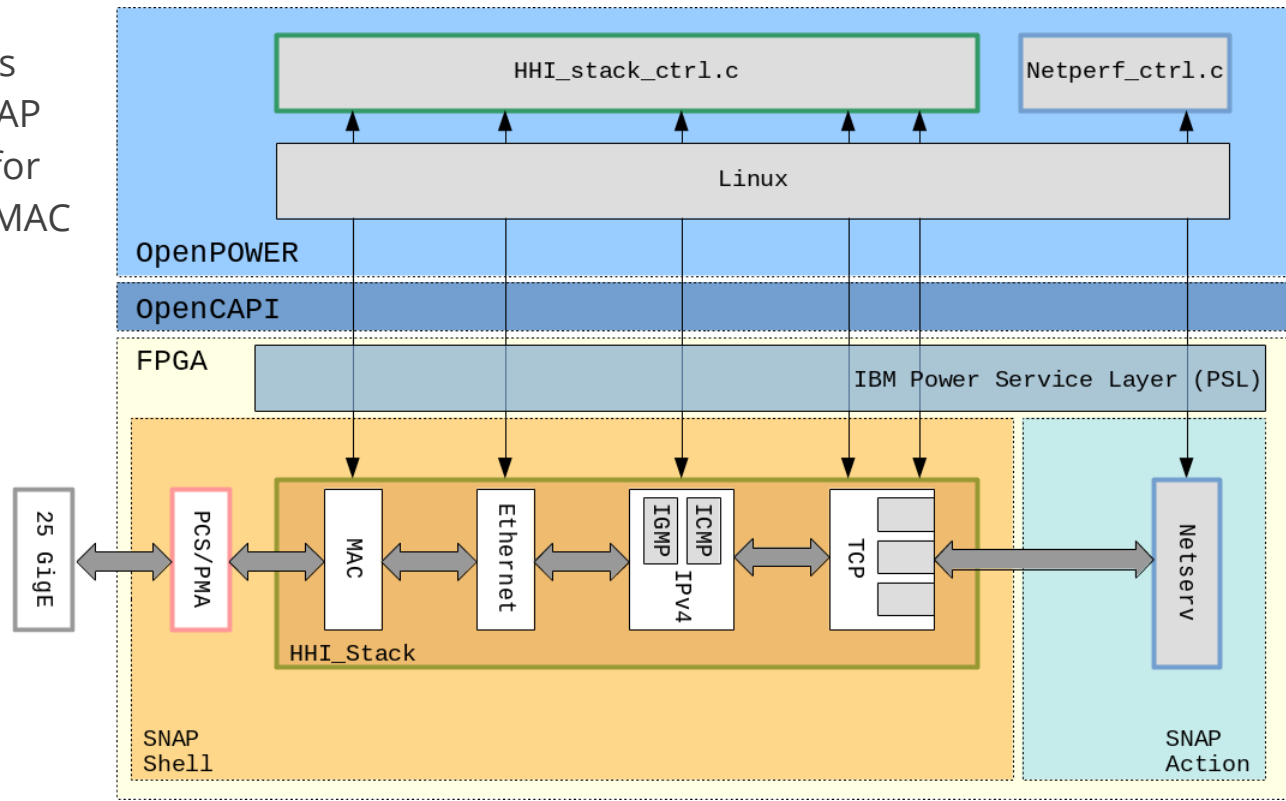 s
AP
for
MAC
HHI_stack_ctrl.c
Netperf_ctrl.c
Linux
OpenPOWER
OpenCAPI
FPGA
IBM Power Service Layer (PSL)
25 GigE
PCS/PMA
MAC
Ethernet
IGMP
ICMP
IPv4
TCP
Netserv
HHI_Stack
SNAP
Shell
SNAP
Action